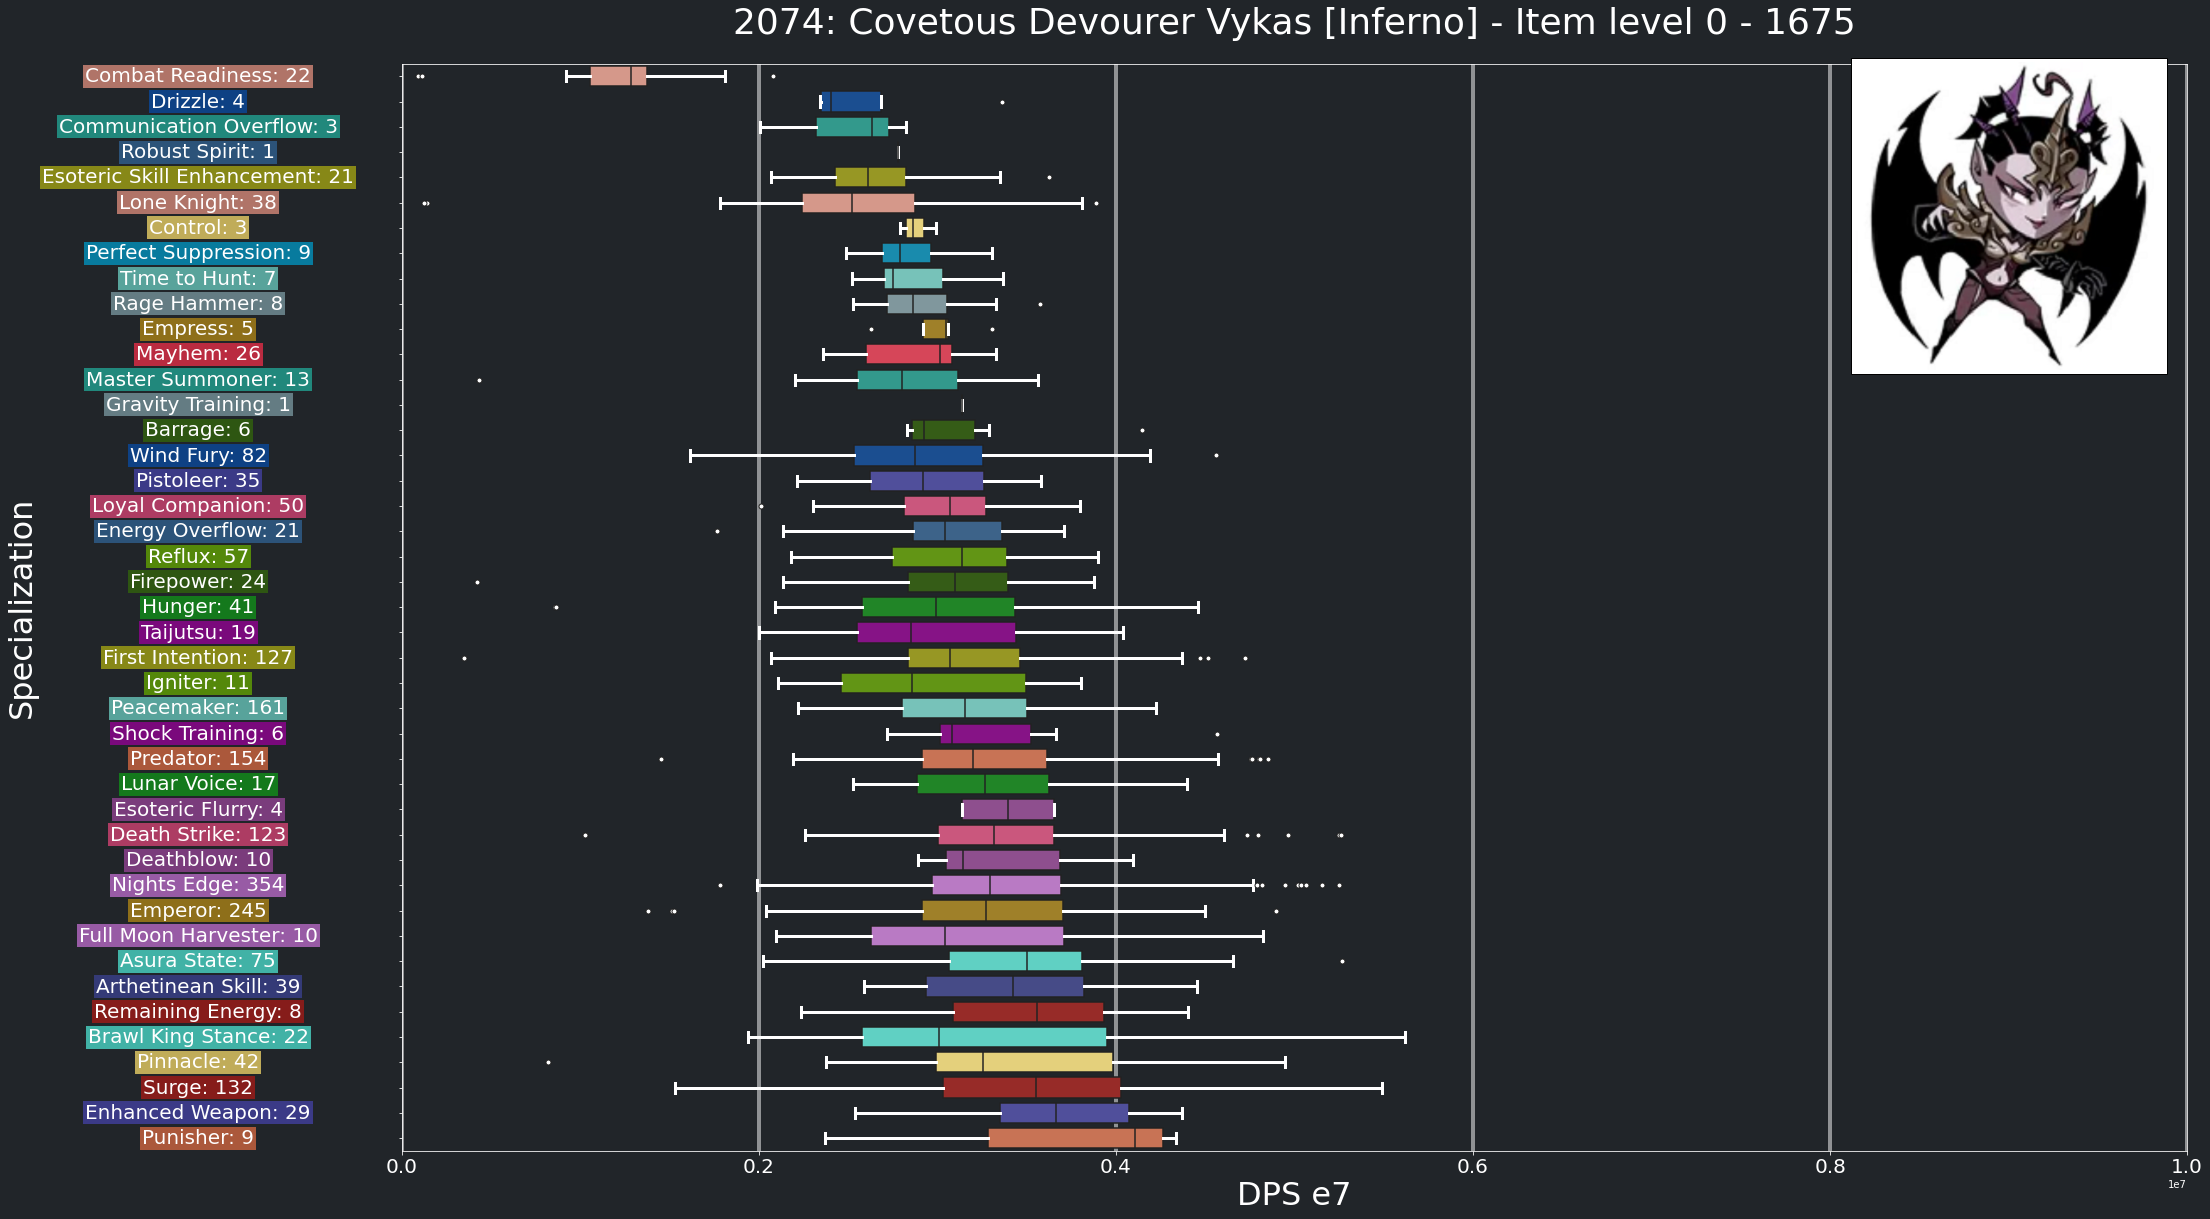 2074: Covetous Devourer Vykas [Inferno] - Item level 0 - 1675
Specialization
Combat Readiness: 22
Drizzle: 4
Communication Overflow: 3
Robust Spirit: 1
Esoteric Skill Enhancement: 21
Lone Knight: 38
Control: 3
Perfect Suppression: 9
Time to Hunt: 7
Rage Hammer: 8
Empress: 5
Mayhem: 26
Master Summoner: 13
Gravity Training: 1
Barrage: 6
Wind Fury: 82
Pistoleer: 35
Loyal Companion: 50
Energy Overflow: 21
Reflux: 57
Firepower: 24
Hunger: 41
Taijutsu: 19
First Intention: 127
Igniter: 11
Peacemaker: 161
Shock Training: 6
Predator: 154
Lunar Voice: 17
Esoteric Flurry: 4
Death Strike: 123
Deathblow: 10
Nights Edge: 354
Emperor: 245
Full Moon Harvester: 10
Asura State: 75
Arthetinean Skill: 39
Remaining Energy: 8
Brawl King Stance: 22
Pinnacle: 42
Surge: 132
Enhanced Weapon: 29
Punisher: 9
0.0 0.2 0.4 0.6 0.8 1.0
1e7
DPS e7